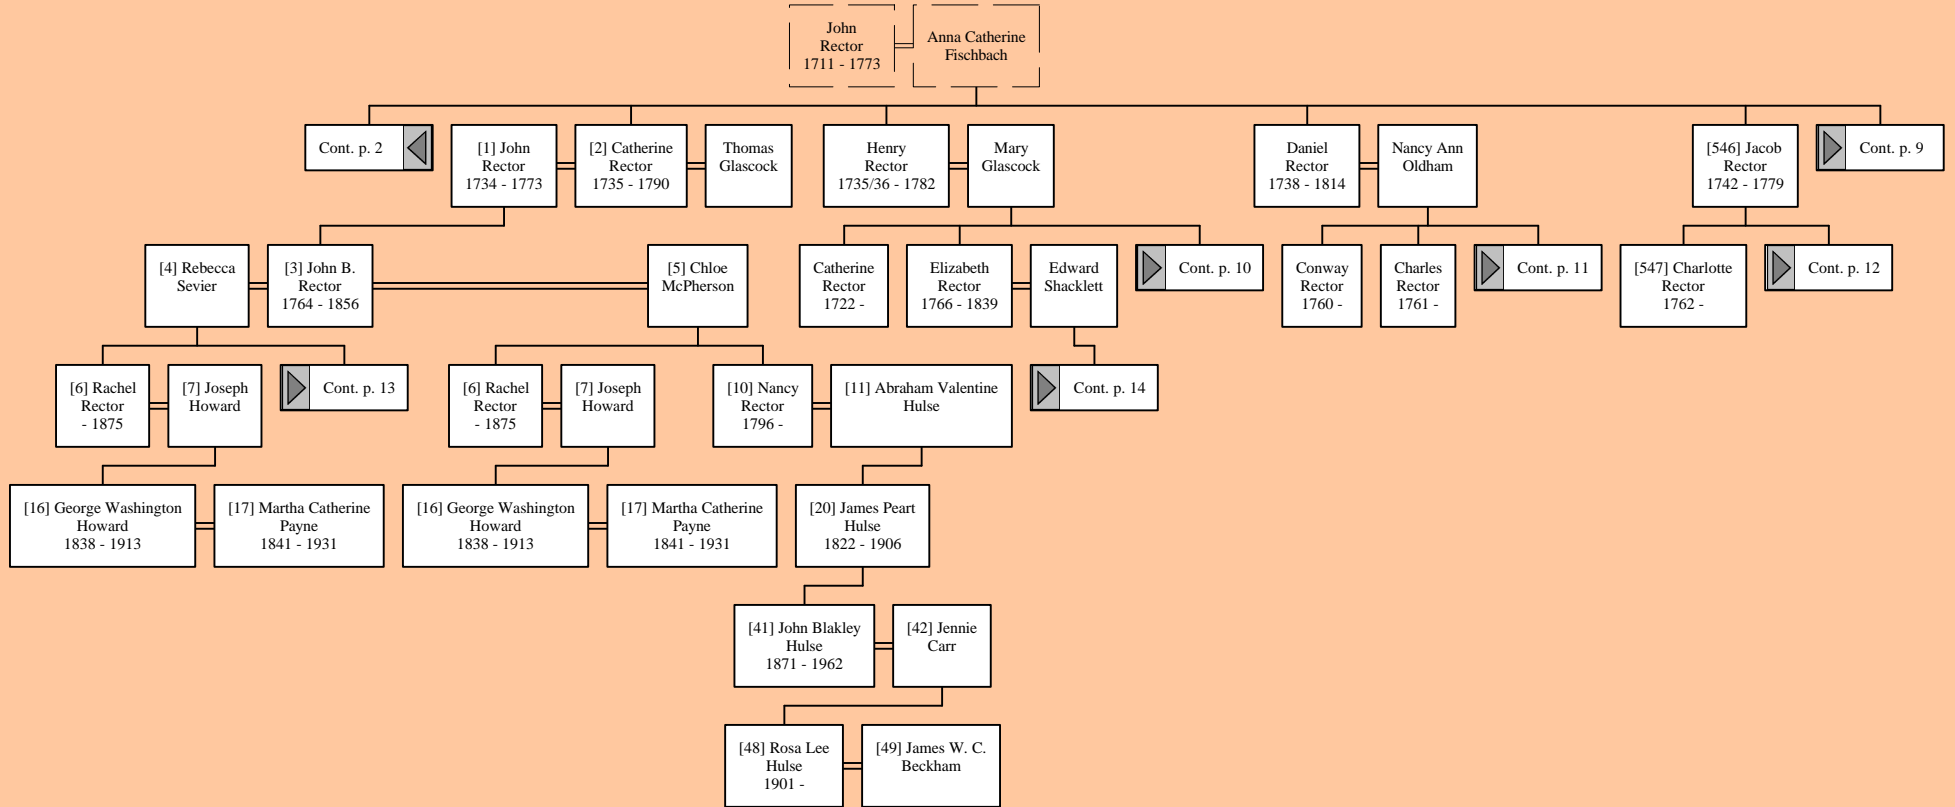 John
Rector
1711 - 1773
Anna Catherine
Fischbach
Cont. p. 2
[1] John
Rector
1734 - 1773
[2] Catherine
Rector
1735 - 1790
Thomas
Glascock
Henry
Rector
1735/36 - 1782
Mary
Glascock
Daniel
Rector
1738 - 1814
Nancy Ann
Oldham
[546] Jacob
Rector
1742 - 1779
Cont. p. 9
[4] Rebecca
Sevier
[3] John B.
Rector
1764 - 1856
[5] Chloe
McPherson
Catherine
Rector
1722 -
Elizabeth
Rector
1766 - 1839
Edward
Shacklett
Cont. p. 10
Conway
Rector
1760 -
Charles
Rector
1761 -
Cont. p. 11
[547] Charlotte
Rector
1762 -
Cont. p. 12
[6] Rachel
Rector
- 1875
[7] Joseph
Howard
Cont. p. 13
[6] Rachel
Rector
- 1875
[7] Joseph
Howard
[10] Nancy
Rector
1796 -
[11] Abraham Valentine
Hulse
Cont. p. 14
[16] George Washington
Howard
1838 - 1913
[17] Martha Catherine
Payne
1841 - 1931
[16] George Washington
Howard
1838 - 1913
[17] Martha Catherine
Payne
1841 - 1931
[20] James Peart
Hulse
1822 - 1906
[41] John Blakley
Hulse
1871 - 1962
[42] Jennie
Carr
[48] Rosa Lee
Hulse
1901 -
[49] James W. C.
Beckham